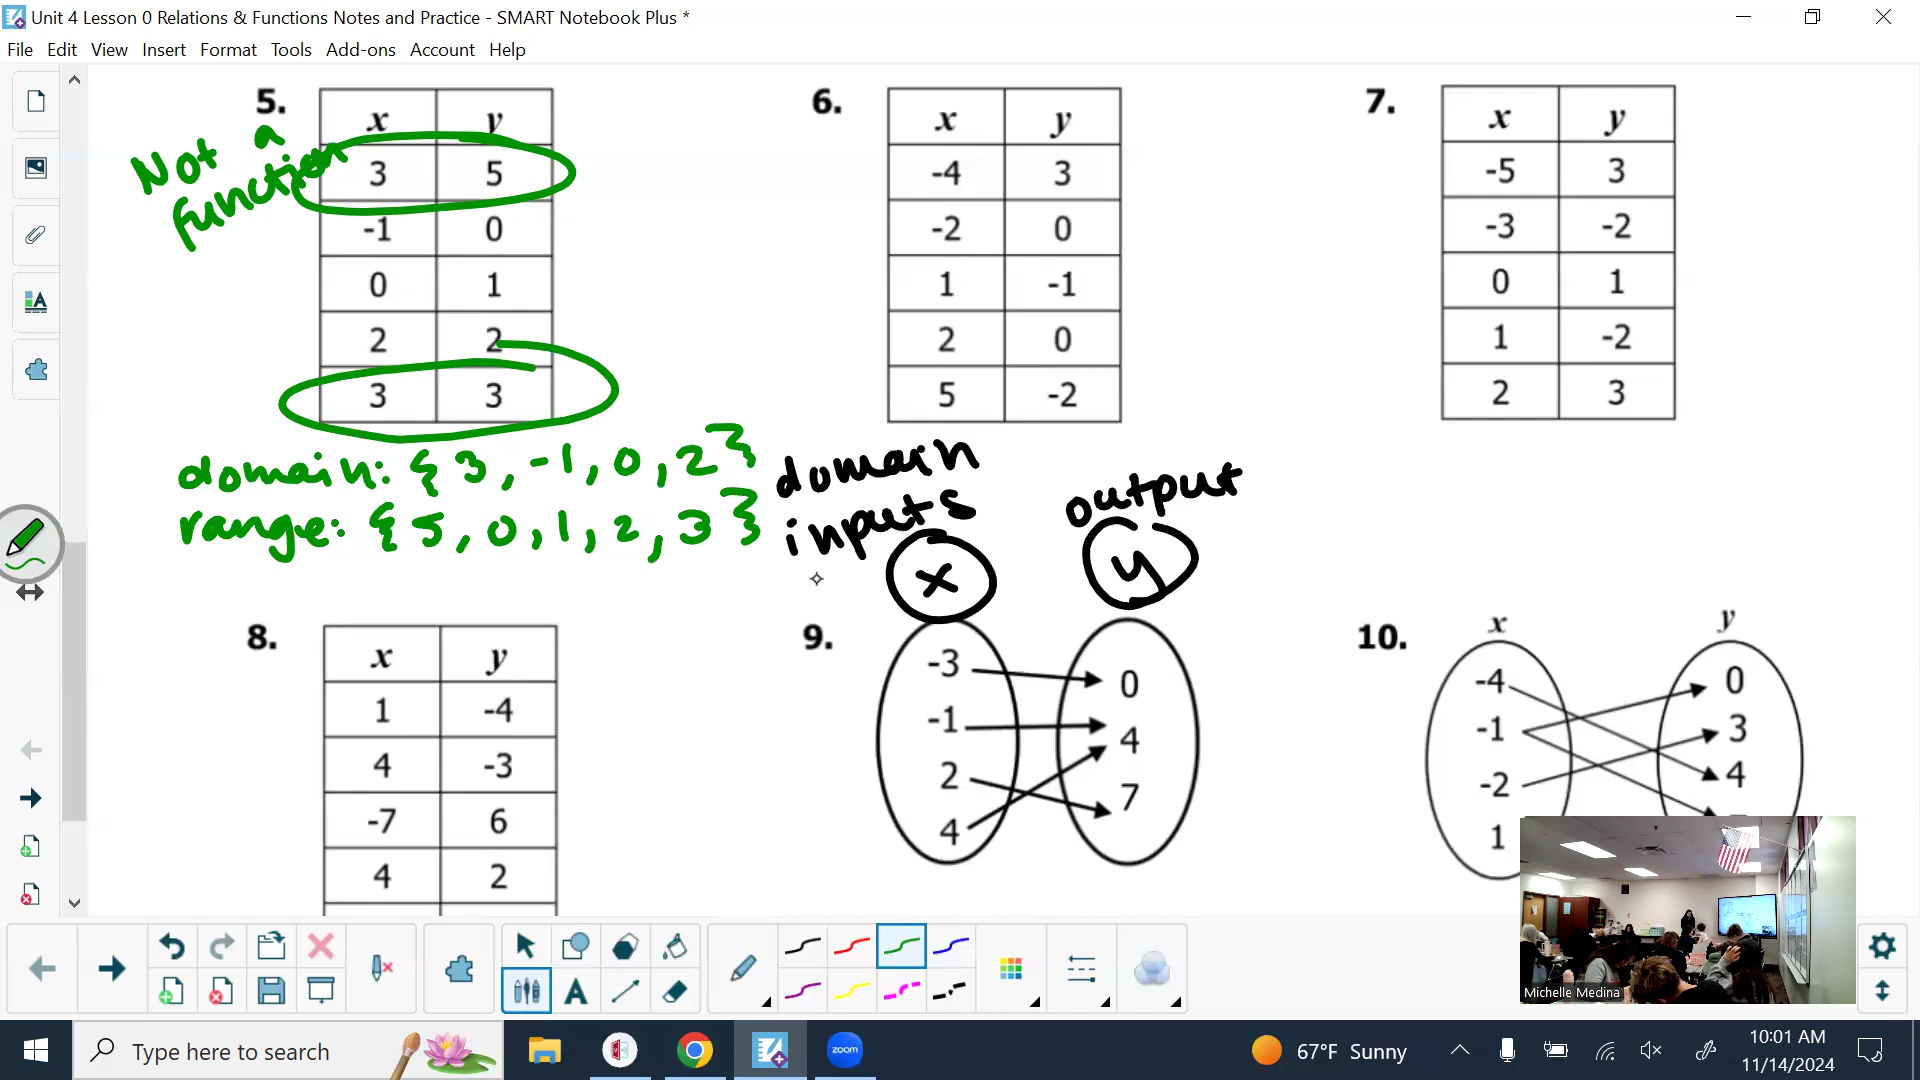 Unit 4 Lesson 0 Relations & Functions Notes and Practice - SMART Notebook Plus *
File Edit View Insert Format Tools Add-ons Account Help
5.
Not a
function
x y
3 5
-1 0
0 1
2 2
3 3
domain: {3, -1, 0, 2}
range: {5, 0, 1, 2, 3}
6.
x y
-4 3
-2 0
1 -1
2 0
5 -2
7.
x y
-5 3
-3 -2
0 1
1 -2
2 3
8.
x y
1 -4
4 -3
-7 6
4 2
domain
inputs
output
x y
9.
-3
-1
2
4
0
4
7
10.
x y
-4
-1
-2
1
0
3
4
Michelle Medina
A
Type here to search
zoom
67°F Sunny
10:01 AM
11/14/2024